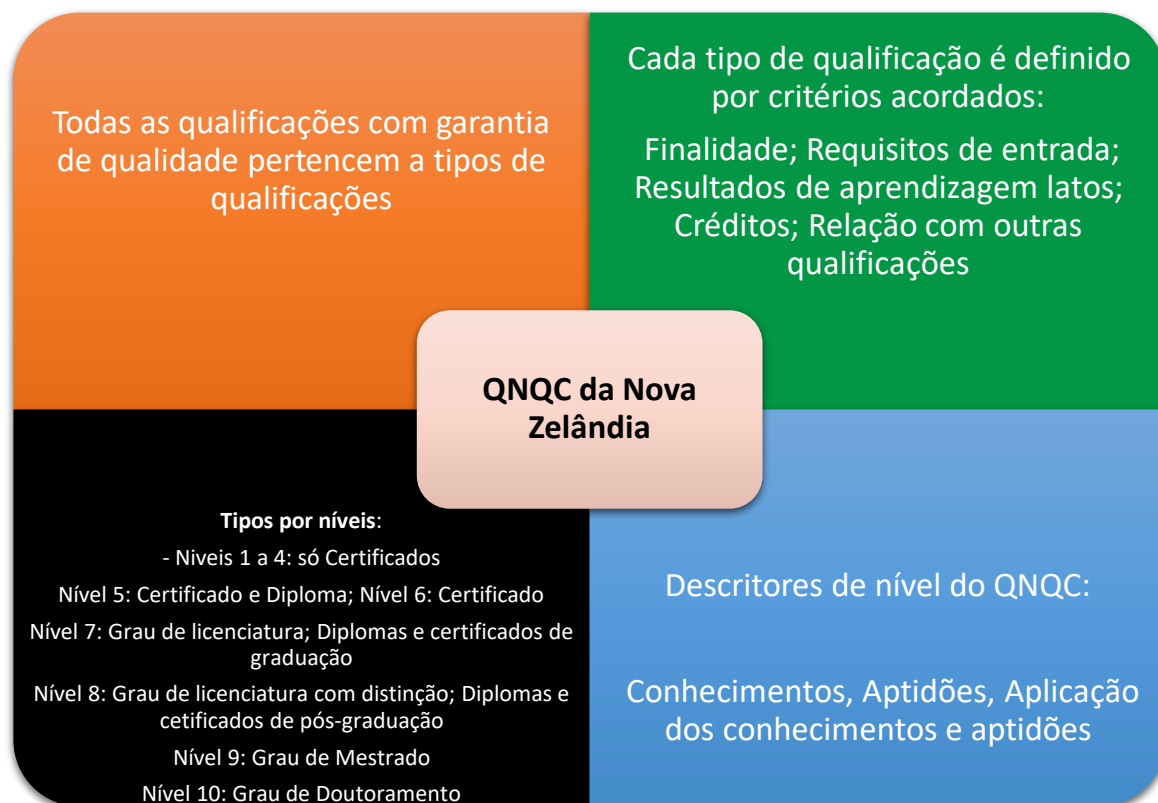 Todas as qualificações com garantia
de qualidade pertencem a tipos de
qualificações
Cada tipo de qualificação é definido
por critérios acordados:
Finalidade; Requisitos de entrada;
Resultados de aprendizagem latos;
Créditos; Relação com outras
qualificações
QNQC da Nova
Zelândia
Tipos por níveis:
- Niveis 1 a 4: só Certificados
Nível 5: Certificado e Diploma; Nível 6: Certificado
Nível 7: Grau de licenciatura; Diplomas e certificados de
graduação
Nível 8: Grau de licenciatura com distinção; Diplomas e
cetificados de pós-graduação
Nível 9: Grau de Mestrado
Nível 10: Grau de Doutoramento
Descritores de nível do QNQC:
Conhecimentos, Aptidões, Aplicação
dos conhecimentos e aptidões